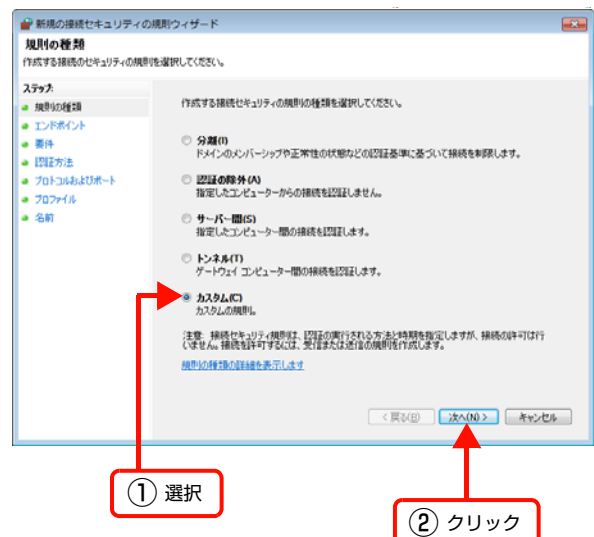 新規の接続セキュリティの規則ウィザード
規則の種類
作成する接続のセキュリティの規則を選択してください。
ステップ:
規則の種類
エンドポイント
要件
認証方法
プロトコルおよびポート
プロファイル
名前
作成する接続セキュリティの規則の種類を選択してください。
分離(I)
ドメインのメンバーシップや正常性の状態などの認証基準に基づいて接続を制限します。
認証の除外(A)
指定したコンピューターからの接続を認証しません。
サーバー間(S)
指定したコンピューター間の接続を認証します。
トンネル(T)
ゲートウェイ コンピューター間の接続を認証します。
カスタム(C)
カスタムの規則。
注意: 接続セキュリティ規則は、認証の実行される方法と時期を指定しますが、接続の許可は行
いません。接続を許可するには、受信または送信の規則を作成します。
規則の種類の詳細を表示します
< 戻る(B)
次へ(N) >
キャンセル
① 選択
② クリック